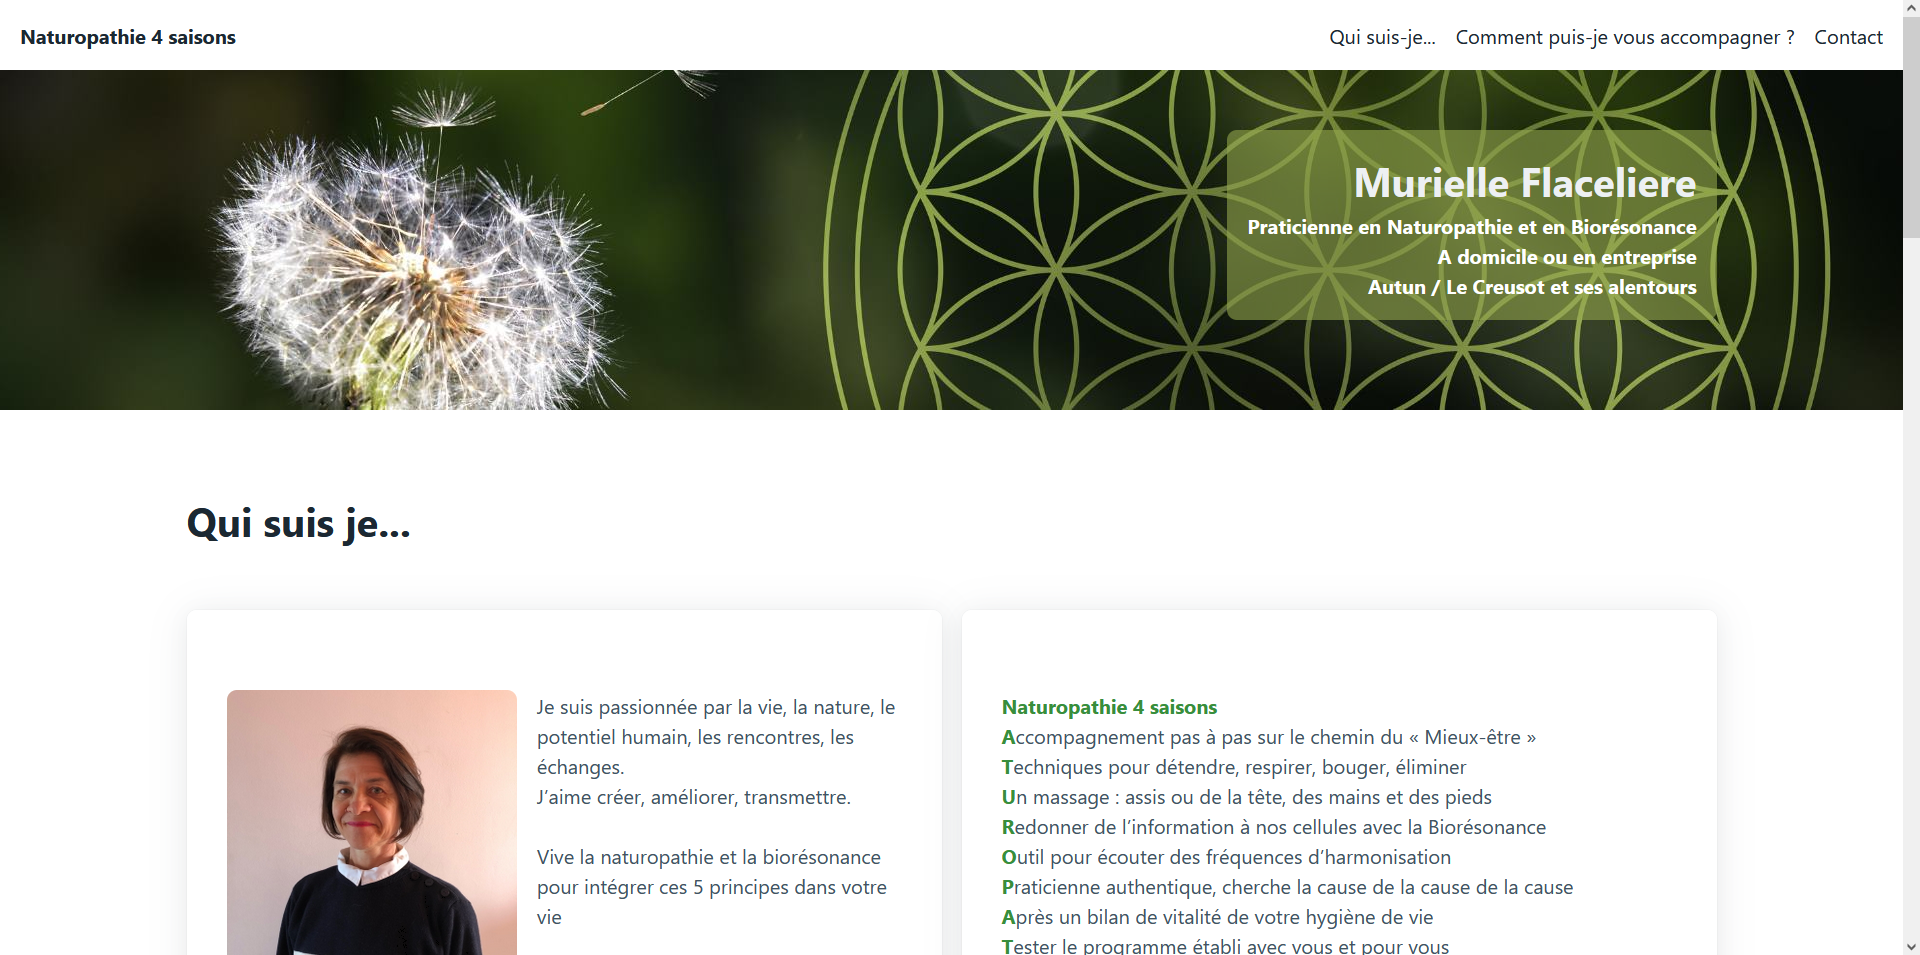 Naturopathie 4 saisons
Qui suis-je...
Comment puis-je vous accompagner ?
Contact
Murielle Flaceliere
Praticienne en Naturopathie et en Biorésonance
A domicile ou en entreprise
Autun / Le Creusot et ses alentours
Qui suis je...
Je suis passionnée par la vie, la nature, le
potentiel humain, les rencontres, les
échanges.
J’aime créer, améliorer, transmettre.
Vive la naturopathie et la biorésonance
pour intégrer ces 5 principes dans votre
vie
Naturopathie 4 saisons
Accompagnement pas à pas sur le chemin du « Mieux-être »
Techniques pour détendre, respirer, bouger, éliminer
Un massage : assis ou de la tête, des mains et des pieds
Redonner de l’information à nos cellules avec la Biorésonance
Outil pour écouter des fréquences d’harmonisation
Praticienne authentique, cherche la cause de la cause de la cause
Après un bilan de vitalité de votre hygiène de vie
Tester le programme établi avec vous et pour vous